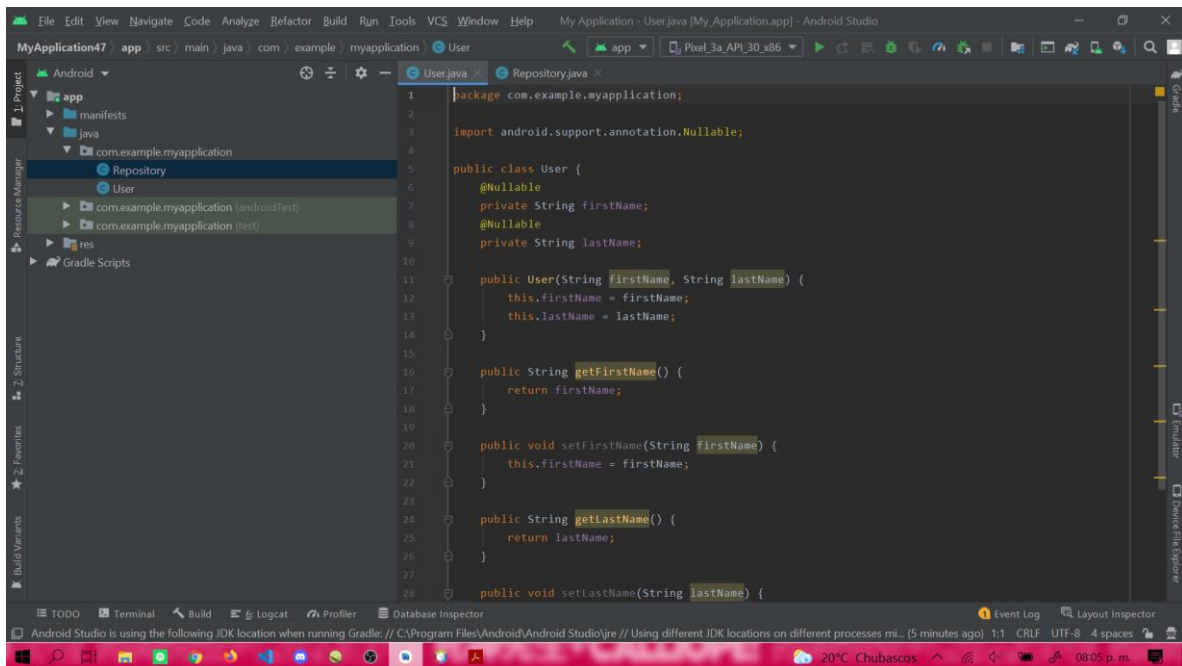 File Edit View Navigate Code Analyze Refactor Build Run Tools VCS Window Help My Application - User.java [My_Application.app] - Android Studio
MyApplication47 app src main java com example myapplication User app Pixel_3a_API_30_x86
Android User.java Repository.java
1: Project
Resource Manager
Z: Structure
2: Favorites
Build Variants
app
manifests
java
com.example.myapplication
Repository
User
com.example.myapplication (androidTest)
com.example.myapplication (test)
res
Gradle Scripts
1 package com.example.myapplication;
2
3 import android.support.annotation.Nullable;
4
5 public class User {
6 @Nullable
7 private String firstName;
8 @Nullable
9 private String lastName;
10
11 public User(String firstName, String lastName) {
12 this.firstName = firstName;
13 this.lastName = lastName;
14 }
15
16 public String getFirstName() {
17 return firstName;
18 }
19
20 public void setFirstName(String firstName) {
21 this.firstName = firstName;
22 }
23
24 public String getLastName() {
25 return lastName;
26 }
27
28 public void setLastName(String lastName) {
Gradle
Emulator
Device File Explorer
TODO Terminal Build 6: Logcat Profiler Database Inspector 1 Event Log Layout Inspector
Android Studio is using the following JDK location when running Gradle: // C:\Program Files\Android\Android Studio\jre // Using different JDK locations on different processes mi... (5 minutes ago) 1:1 CRLF UTF-8 4 spaces
20°C Chubascos 08:05 p. m.